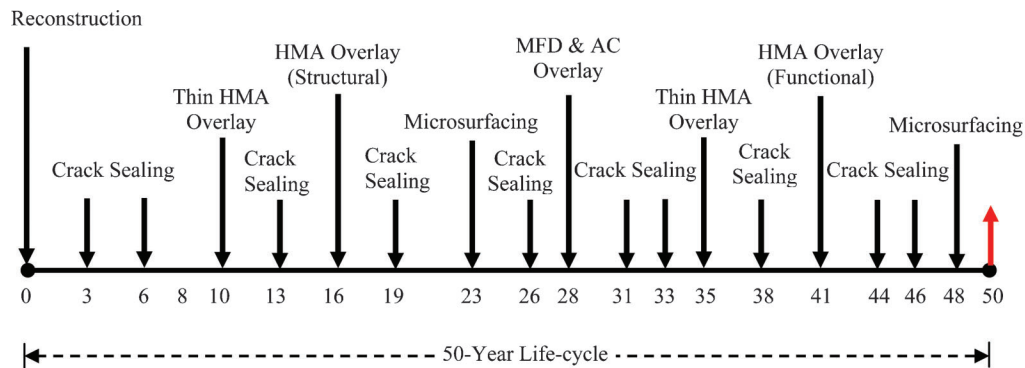 Reconstruction
HMA Overlay
(Structural)
MFD & AC
Overlay
HMA Overlay
(Functional)
Thin HMA
Overlay
Microsurfacing
Thin HMA
Overlay
Microsurfacing
Crack Sealing
Crack
Sealing
Crack
Sealing
Crack
Sealing
Crack Sealing
Crack
Sealing
Crack Sealing
0 3 6 8 10 13 16 19 23 26 28 31 33 35 38 41 44 46 48 50
50-Year Life-cycle